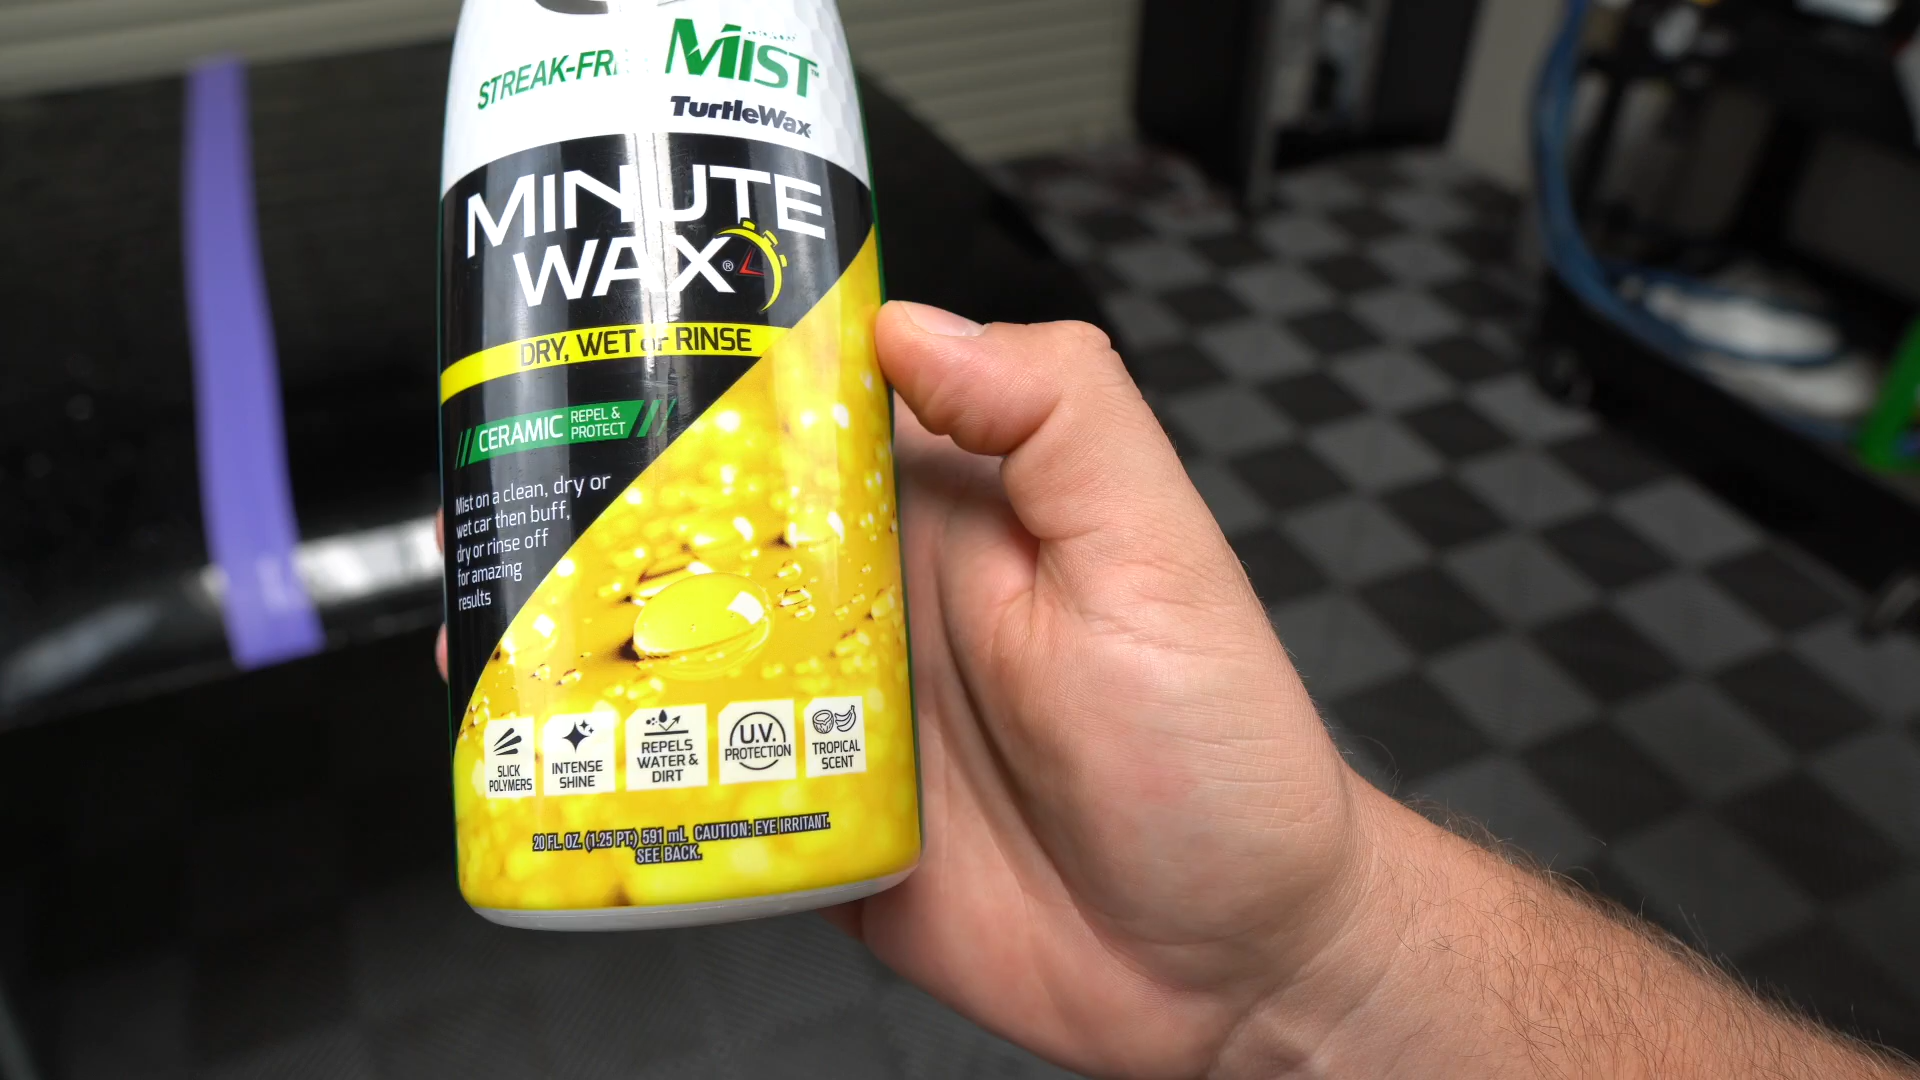 STREAK-FR
MIST™
TurtleWax
MINUTE
WAX®
DRY, WET or RINSE
CERAMIC REPEL &
PROTECT
Mist on a clean, dry or
wet car then buff,
dry or rinse off
for amazing
results
SLICK
POLYMERS
INTENSE
SHINE
REPELS
WATER &
DIRT
U.V.
PROTECTION
TROPICAL
SCENT
20 FL. OZ. (1.25 PT.) 591 mL CAUTION: EYE IRRITANT.
SEE BACK.